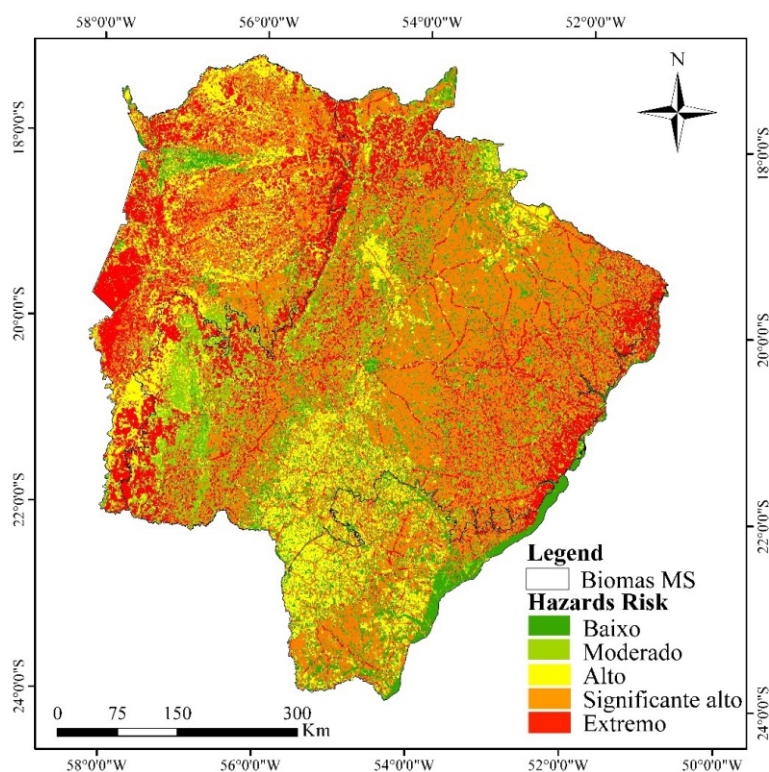 58°0'0"W 56°0'0"W 54°0'0"W 52°0'0"W
N
18°0'0"S
18°0'0"S
20°0'0"S
20°0'0"S
22°0'0"S
22°0'0"S
24°0'0"S
24°0'0"S
Legend
Biomas MS
Hazards Risk
Baixo
Moderado
Alto
Significante alto
Extremo
0 75 150 300
Km
58°0'0"W 56°0'0"W 54°0'0"W 52°0'0"W 50°0'0"W